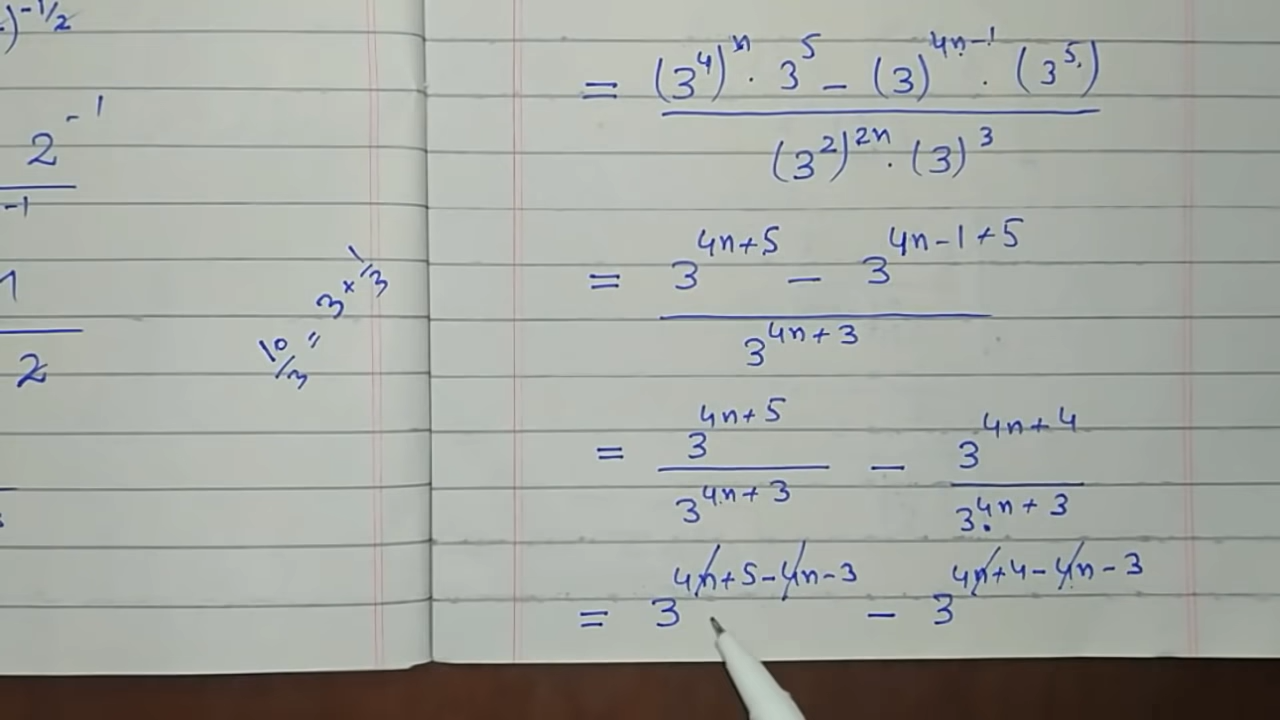 )^-1/2
2^-1
-1
1
2
3^x 1/3
10/3 =
= (3^4)^n · 3^5 - (3)^4n-1 · (3^5)
(3^2)^2n · (3)^3
= 3^4n+5 - 3^4n-1+5
3^4n+3
= 3^4n+5 - 3^4n+4
3^4n+3 3^4n+3
= 3^4n+5-4n-3 - 3^4n+4-4n-3